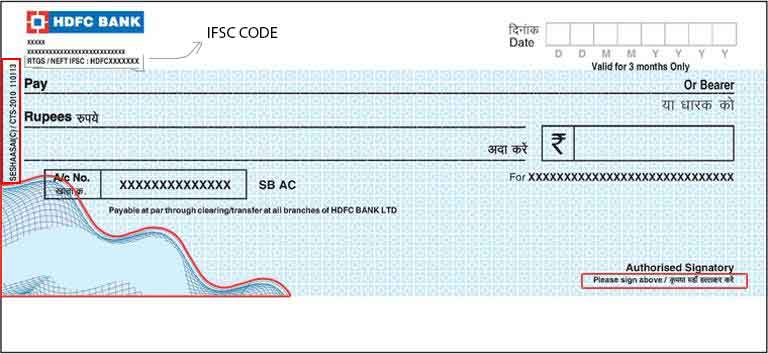 HDFC BANK
IFSC CODE
XXXXX
XXXXXXXXXXXXXXXXXXXXXXXXXX
RTGS / NEFT IFSC : HDFCXXXXXXX
दिनांक
Date
D D M M Y Y Y Y
Valid for 3 months Only
SESHAASAI(C) / CTS-2010 110113
Pay Or Bearer
या धारक को
Rupees रुपये
अदा करें ₹
A/c No. XXXXXXXXXXXXXX SB AC
खाता क्र.
For XXXXXXXXXXXXXXXXXXXXXXXXXXXXX
Payable at par through clearing/transfer at all branches of HDFC BANK LTD
Authorised Signatory
Please sign above / कृपया यहाँ हस्ताक्षर करें